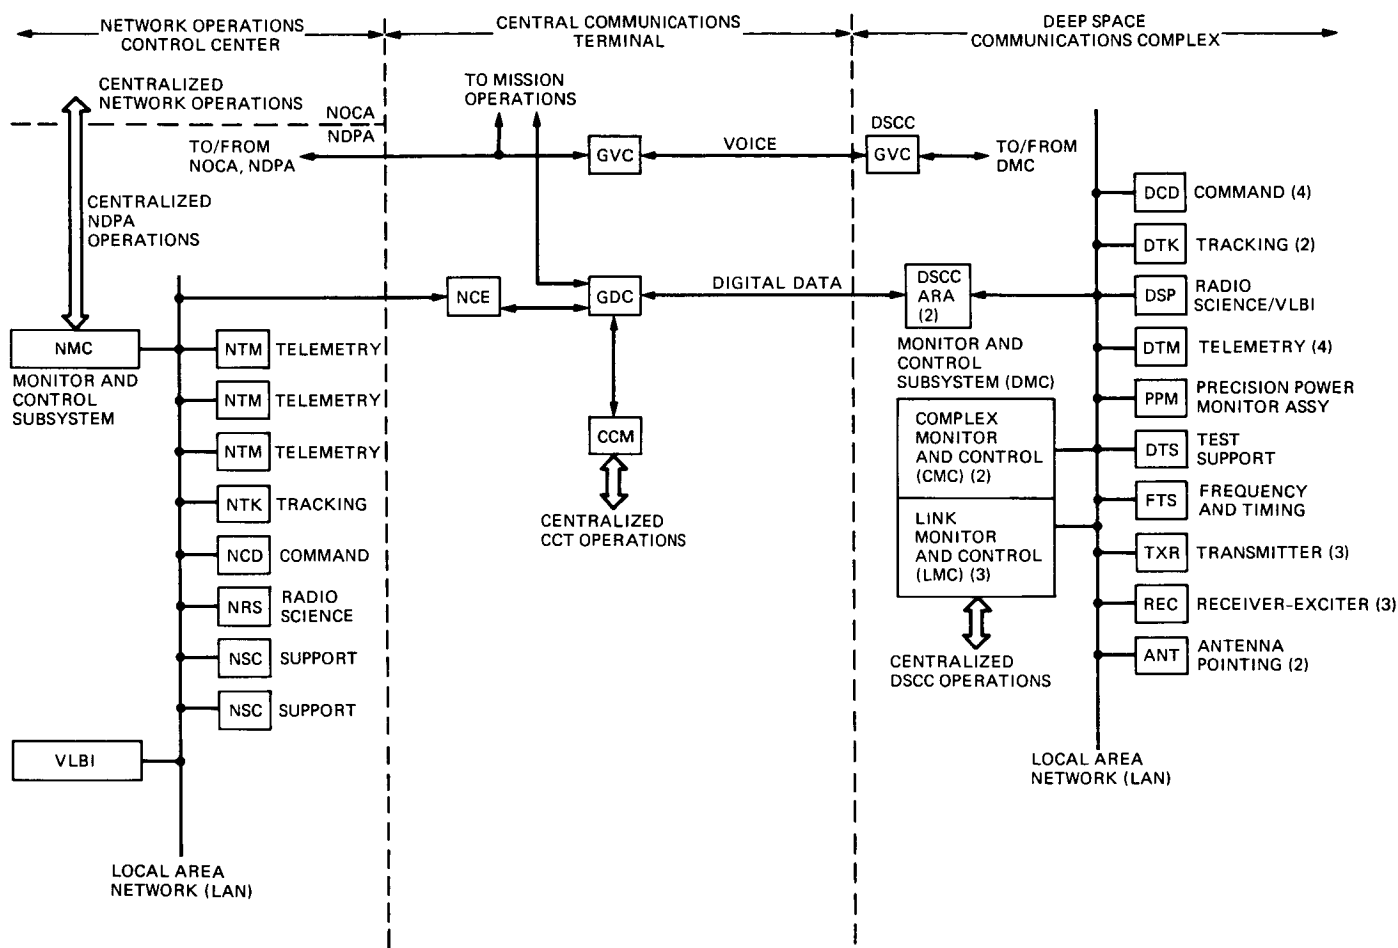 NETWORK OPERATIONS
CONTROL CENTER
CENTRAL COMMUNICATIONS
TERMINAL
DEEP SPACE
COMMUNICATIONS COMPLEX
CENTRALIZED
NETWORK OPERATIONS
NOCA
NDPA
TO/FROM
NOCA, NDPA
CENTRALIZED
NDPA
OPERATIONS
NMC
MONITOR AND
CONTROL
SUBSYSTEM
NTM TELEMETRY
NTM TELEMETRY
NTM TELEMETRY
NTK TRACKING
NCD COMMAND
NRS
RADIO
SCIENCE
NSC SUPPORT
NSC SUPPORT
VLBI
LOCAL AREA
NETWORK (LAN)
TO MISSION
OPERATIONS
GVC
VOICE
NCE
GDC
DIGITAL DATA
CCM
CENTRALIZED
CCT OPERATIONS
DSCC
GVC
TO/FROM
DMC
DSCC
ARA
(2)
MONITOR AND
CONTROL
SUBSYSTEM (DMC)
COMPLEX
MONITOR
AND CONTROL
(CMC) (2)
LINK
MONITOR
AND CONTROL
(LMC) (3)
CENTRALIZED
DSCC OPERATIONS
DCD COMMAND (4)
DTK TRACKING (2)
DSP
RADIO
SCIENCE/VLBI
DTM TELEMETRY (4)
PPM
PRECISION POWER
MONITOR ASSY
DTS
TEST
SUPPORT
FTS
FREQUENCY
AND TIMING
TXR TRANSMITTER (3)
REC RECEIVER-EXCITER (3)
ANT
ANTENNA
POINTING (2)
LOCAL AREA
NETWORK (LAN)